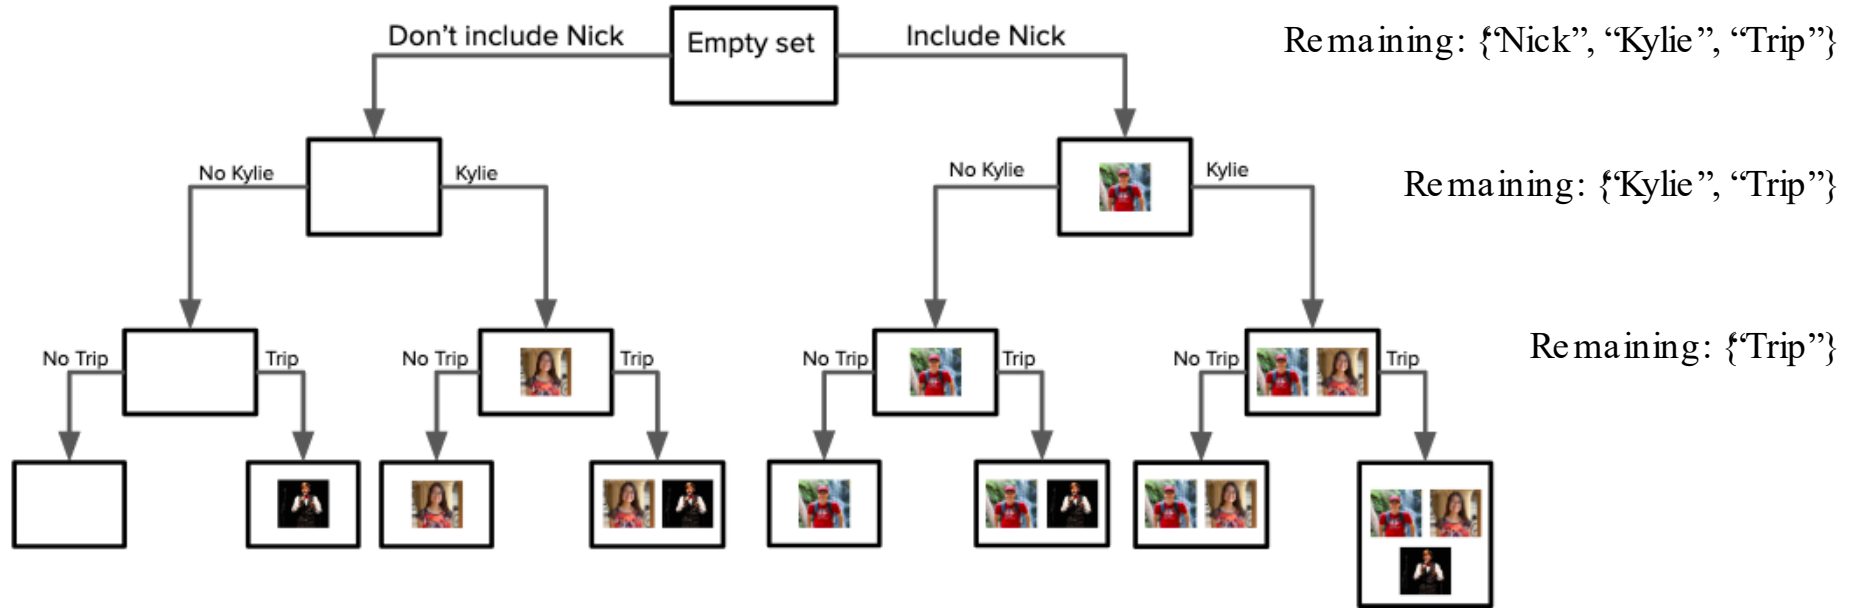 Don't include Nick
Empty set
Include Nick
Remaining: {“Nick”, “Kylie”, “Trip”}
No Kylie
Kylie
No Kylie
Kylie
Remaining: {“Kylie”, “Trip”}
No Trip
Trip
No Trip
Trip
No Trip
Trip
No Trip
Trip
Remaining: {“Trip”}